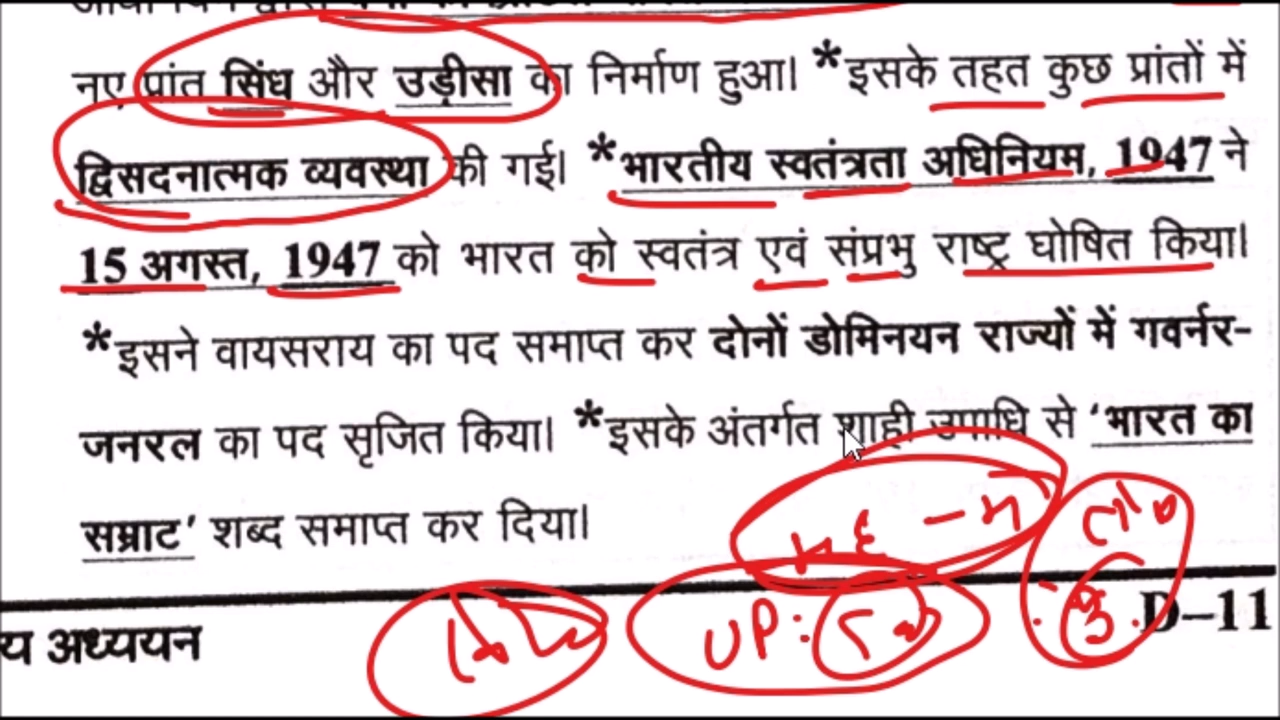 नए प्रांत सिंध और उड़ीसा का निर्माण हुआ। *इसके तहत कुछ प्रांतों में
द्विसदनात्मक व्यवस्था की गई। *भारतीय स्वतंत्रता अधिनियम, 1947 ने
15 अगस्त, 1947 को भारत को स्वतंत्र एवं संप्रभु राष्ट्र घोषित किया।
*इसने वायसराय का पद समाप्त कर दोनों डोमिनयन राज्यों में गवर्नर-
जनरल का पद सृजित किया। *इसके अंतर्गत शाही उपाधि से 'भारत का
सम्राट' शब्द समाप्त कर दिया।
UP:
य अध्ययन D–11